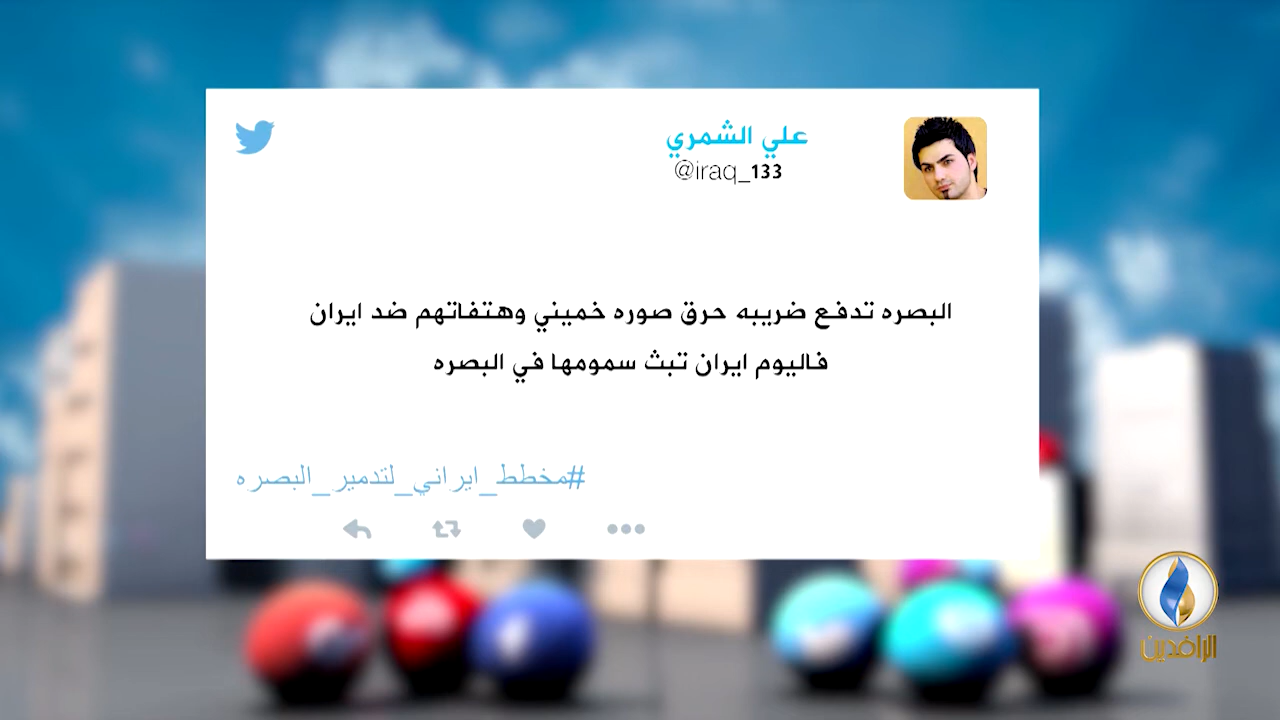 علي الشمري
@iraq_133
البصره تدفع ضريبه حرق صوره خميني وهتفاتهم ضد ايران
فاليوم ايران تبث سمومها في البصره
#مخطط_ايراني_لتدمير_البصره
الرافدين